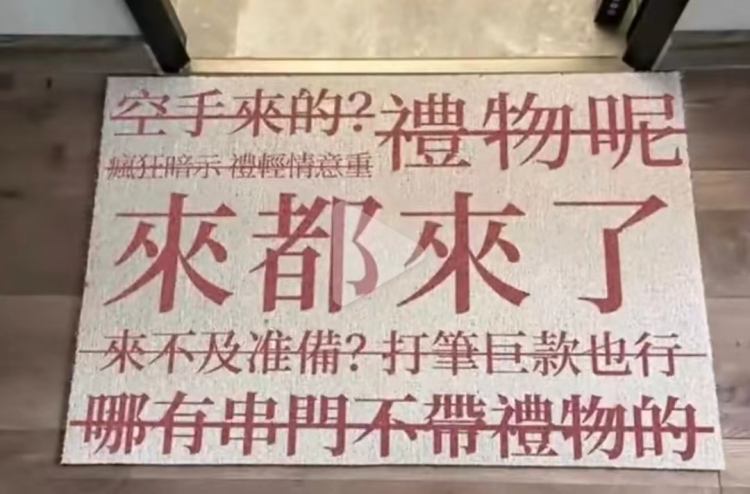 空手來的? 禮物呢
瘋狂暗示 禮輕情意重
來都來了
來不及准備? 打筆巨款也行
哪有串門不帶禮物的